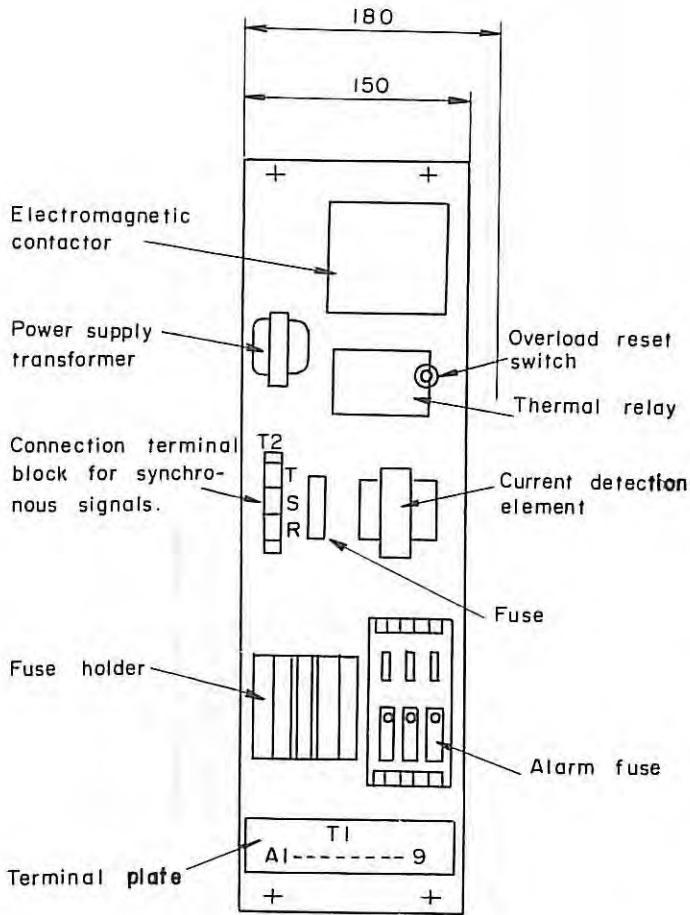 180
150
Electromagnetic
contactor
Power supply
transformer
Overload reset
switch
Thermal relay
Connection terminal
block for synchro-
nous signals.
T2
T
S
R
Current detection
element
Fuse
Fuse holder
Alarm fuse
T1
A1--------9
Terminal plate